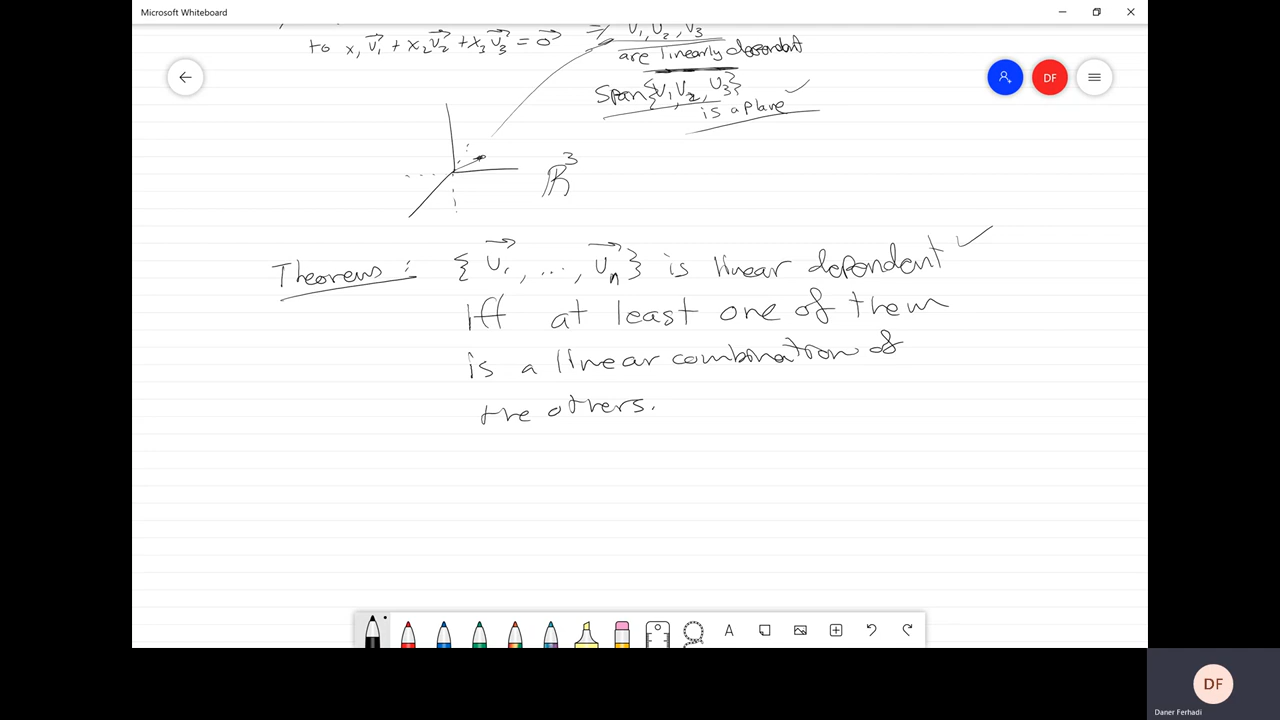 Microsoft Whiteboard
to x₁v₁⃗ + x₂v₂⃗ + x₃v₃⃗ = 0⃗ ⇒ v₁, v₂, v₃
are linearly dependent
Span{v₁, v₂, v₃}
is a plane ✓
ℝ³
Theorems : {v₁⃗, ..., vₙ⃗} is linear dependent ✓
Iff at least one of them
is a linear combination of
the others.
DF
A
DF
Daner Ferhadi